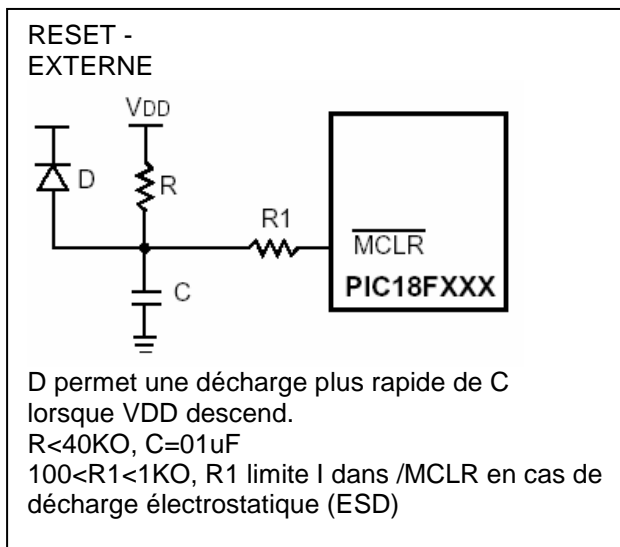 RESET -
EXTERNE
VDD
D
R
R1
MCLR
C
PIC18FXXX
D permet une décharge plus rapide de C
lorsque VDD descend.
R<40KO, C=01uF
100<R1<1KO, R1 limite I dans /MCLR en cas de
décharge électrostatique (ESD)